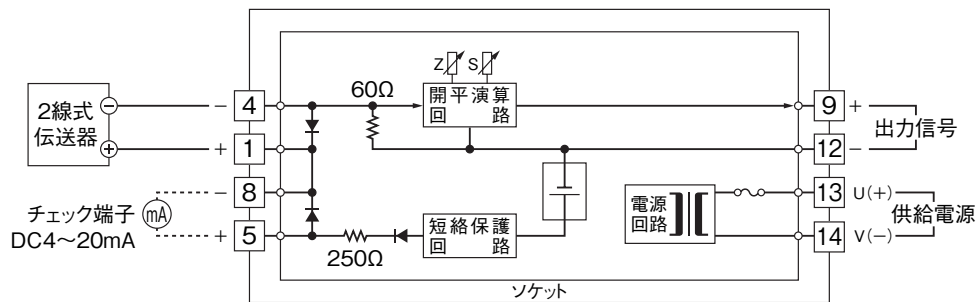 Z S
60Ω
開平演算
回 路
2線式
伝送器
－
＋
－ 4
＋ 1
－ 8
＋ 5
チェック端子
DC4～20mA
mA
250Ω
短絡保護
回 路
電源
回路
9 ＋
12 －
出力信号
13 U(＋)
14 V(－)
供給電源
ソケット